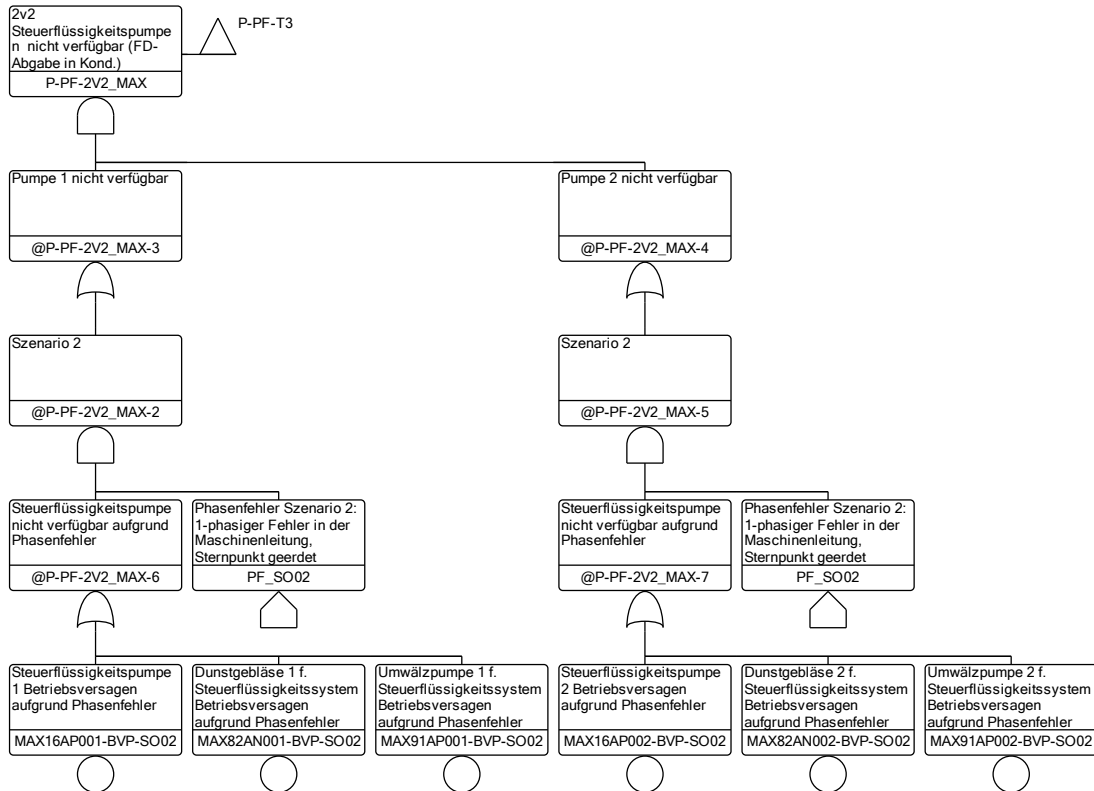 2v2
Steuerflüssigkeitspumpe
n nicht verfügbar (FD-
Abgabe in Kond.)
P-PF-2V2_MAX
P-PF-T3
Pumpe 1 nicht verfügbar
@P-PF-2V2_MAX-3
Pumpe 2 nicht verfügbar
@P-PF-2V2_MAX-4
Szenario 2
@P-PF-2V2_MAX-2
Szenario 2
@P-PF-2V2_MAX-5
Steuerflüssigkeitspumpe
nicht verfügbar aufgrund
Phasenfehler
@P-PF-2V2_MAX-6
Phasenfehler Szenario 2:
1-phasiger Fehler in der
Maschinenleitung,
Sternpunkt geerdet
PF_SO02
Steuerflüssigkeitspumpe
nicht verfügbar aufgrund
Phasenfehler
@P-PF-2V2_MAX-7
Phasenfehler Szenario 2:
1-phasiger Fehler in der
Maschinenleitung,
Sternpunkt geerdet
PF_SO02
Steuerflüssigkeitspumpe
1 Betriebsversagen
aufgrund Phasenfehler
MAX16AP001-BVP-SO02
Dunstgebläse 1 f.
Steuerflüssigkeitssystem
Betriebsversagen
aufgrund Phasenfehler
MAX82AN001-BVP-SO02
Umwälzpumpe 1 f.
Steuerflüssigkeitssystem
Betriebsversagen
aufgrund Phasenfehler
MAX91AP001-BVP-SO02
Steuerflüssigkeitspumpe
2 Betriebsversagen
aufgrund Phasenfehler
MAX16AP002-BVP-SO02
Dunstgebläse 2 f.
Steuerflüssigkeitssystem
Betriebsversagen
aufgrund Phasenfehler
MAX82AN002-BVP-SO02
Umwälzpumpe 2 f.
Steuerflüssigkeitssystem
Betriebsversagen
aufgrund Phasenfehler
MAX91AP002-BVP-SO02